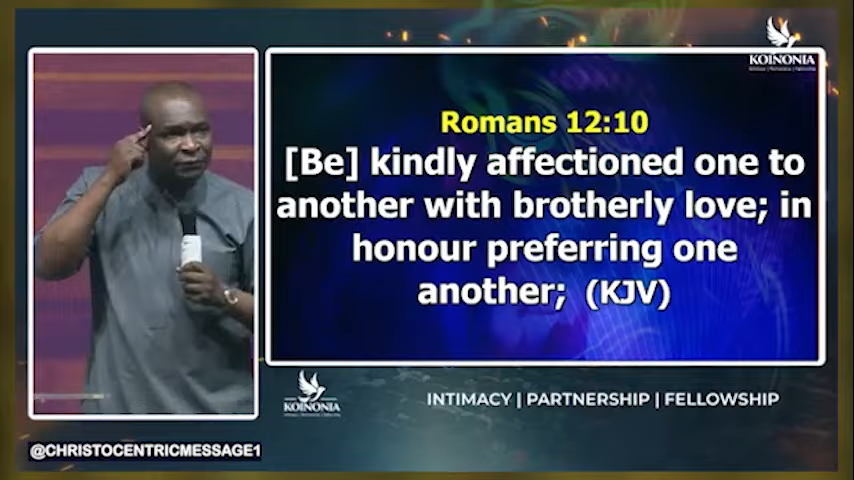 KOINONIA
Romans 12:10
[Be] kindly affectioned one to
another with brotherly love; in
honour preferring one
another; (KJV)
KOINONIA
INTIMACY | PARTNERSHIP | FELLOWSHIP
@CHRISTOCENTRICMESSAGE1